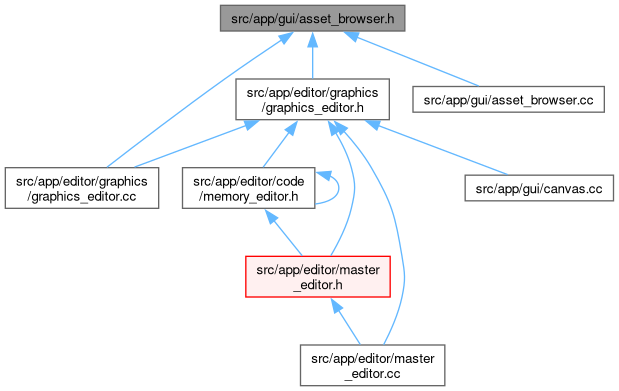 src/app/gui/asset_browser.h
src/app/editor/graphics
/graphics_editor.h
src/app/gui/asset_browser.cc
src/app/editor/graphics
/graphics_editor.cc
src/app/editor/code
/memory_editor.h
src/app/gui/canvas.cc
src/app/editor/master
_editor.h
src/app/editor/master
_editor.cc